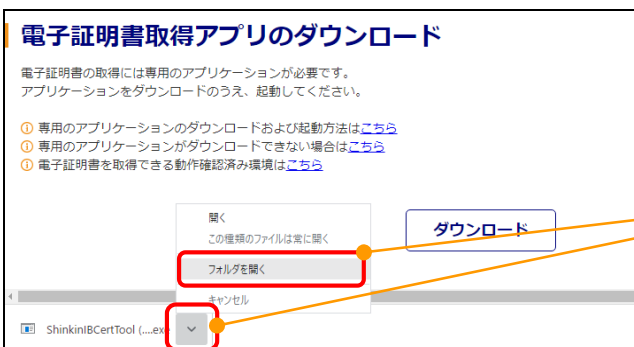 電子証明書取得アプリのダウンロード
電子証明書の取得には専用のアプリケーションが必要です。
アプリケーションをダウンロードのうえ、起動してください。
専用のアプリケーションのダウンロードおよび起動方法はこちら
専用のアプリケーションがダウンロードできない場合はこちら
電子証明書を取得できる動作確認済み環境はこちら
開く
この種類のファイルは常に開く
ダウンロード
フォルダを開く
キャンセル
ShinkinIBCertTool (....exe